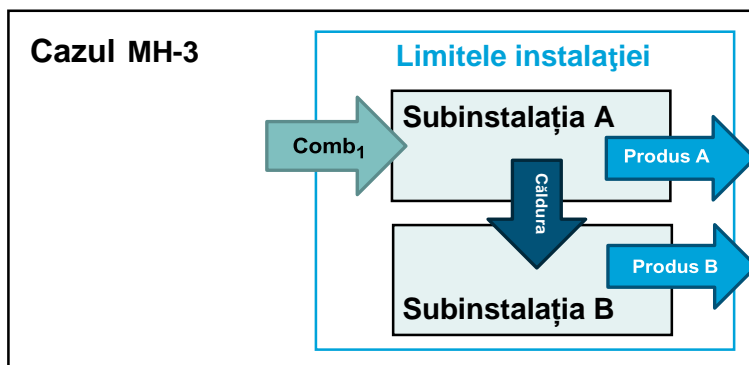 Cazul MH-3
Limitele instalaţiei
Subinstalația A
Comb₁
Produs A
Căldura
Produs B
Subinstalația B